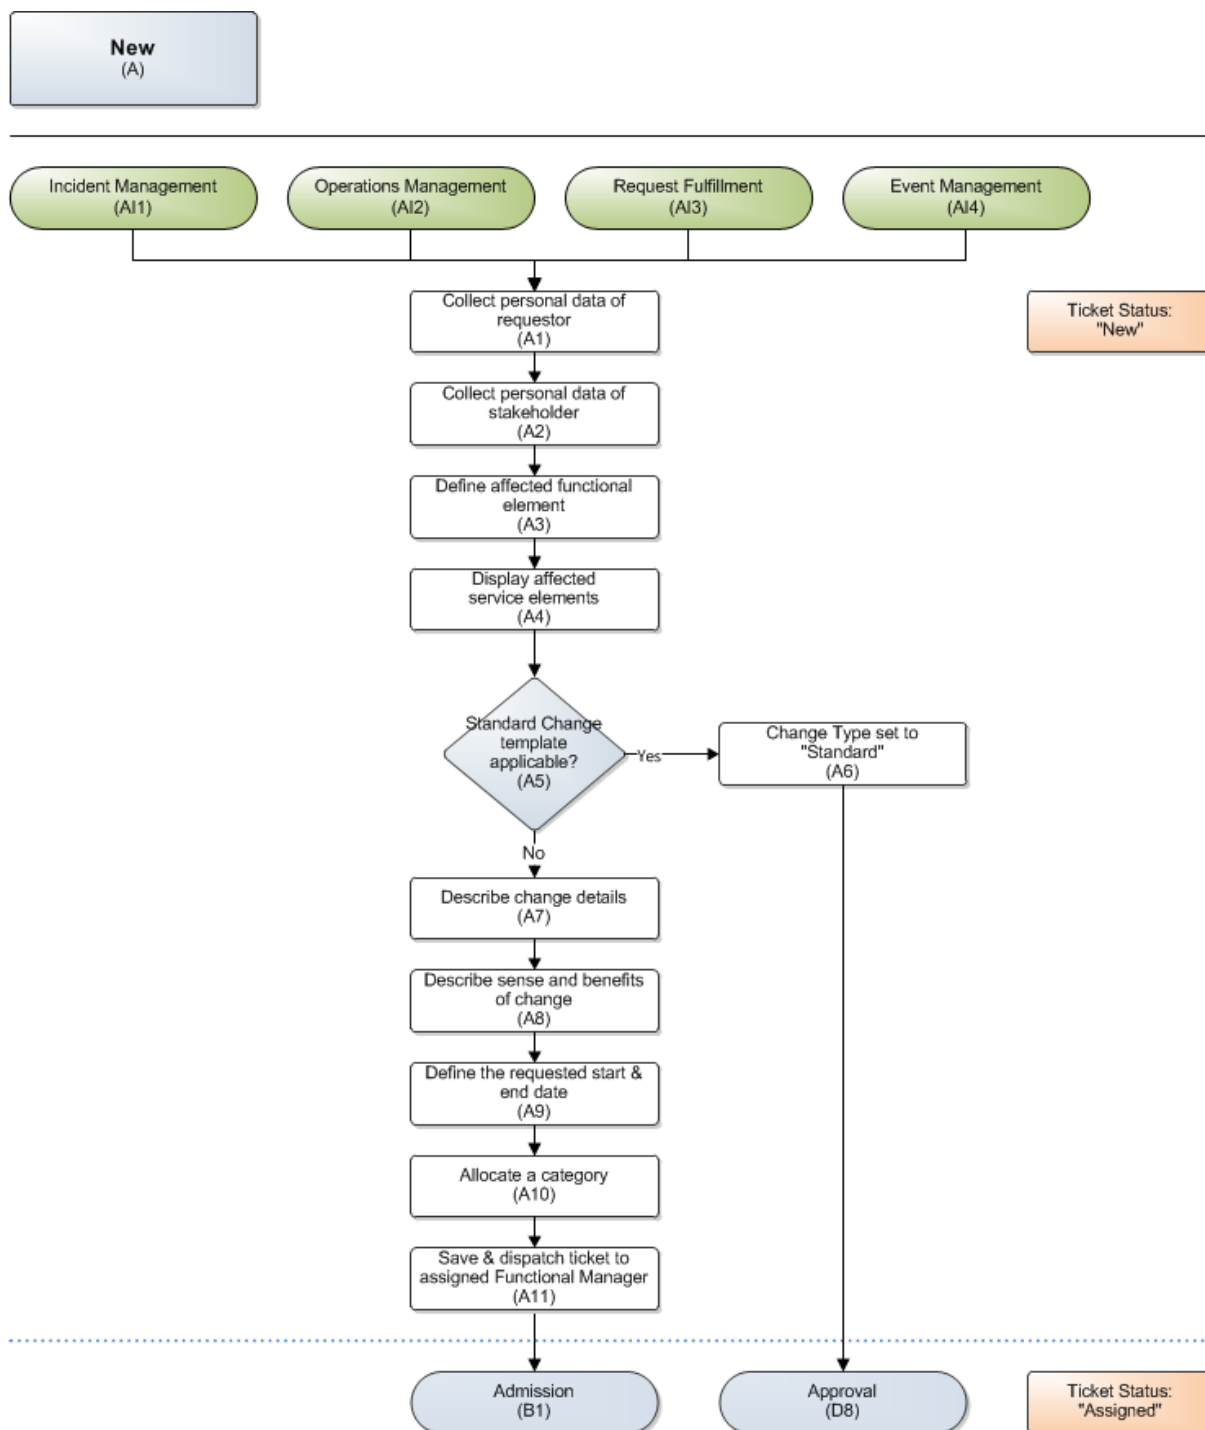 New
(A)
Incident Management
(AI1)
Operations Management
(AI2)
Request Fulfillment
(AI3)
Event Management
(AI4)
Collect personal data of
requestor
(A1)
Ticket Status:
"New"
Collect personal data of
stakeholder
(A2)
Define affected functional
element
(A3)
Display affected
service elements
(A4)
Standard Change
template
applicable?
(A5)
Yes
Change Type set to
"Standard"
(A6)
No
Describe change details
(A7)
Describe sense and benefits
of change
(A8)
Define the requested start &
end date
(A9)
Allocate a category
(A10)
Save & dispatch ticket to
assigned Functional Manager
(A11)
Admission
(B1)
Approval
(D8)
Ticket Status:
"Assigned"